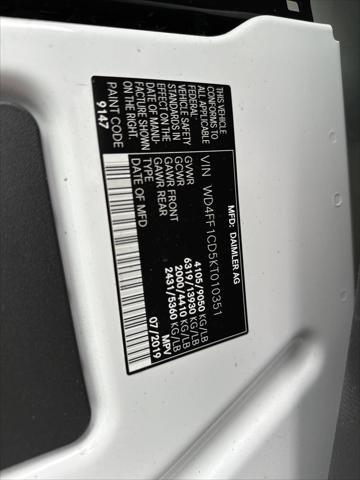 MFD. BY: DAIMLER AG
VIN WD4FF1CD5KT010351
GVWR 4105/9050 KG/LB
GCWR 6319/13930 KG/LB
GAWR FRONT 2000/4410 KG/LB
GAWR REAR 2431/5360 KG/LB
TYPE MPV
DATE OF MFD. 07/2019
THIS VEHICLE
CONFORMS TO
ALL APPLICABLE
FEDERAL
VEHICLE SAFETY
STANDARDS IN
EFFECT ON THE
DATE OF MANU-
FACTURE SHOWN
ON THE RIGHT
PAINT CODE
9147